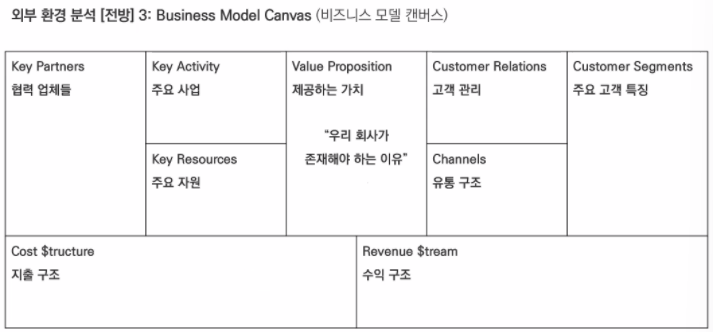 외부 환경 분석 [전방] 3: Business Model Canvas (비즈니스 모델 캔버스)
Key Partners
협력 업체들
Key Activity
주요 사업
Key Resources
주요 자원
Value Proposition
제공하는 가치
“우리 회사가
존재해야 하는 이유”
Customer Relations
고객 관리
Channels
유통 구조
Customer Segments
주요 고객 특징
Cost $tructure
지출 구조
Revenue $tream
수익 구조